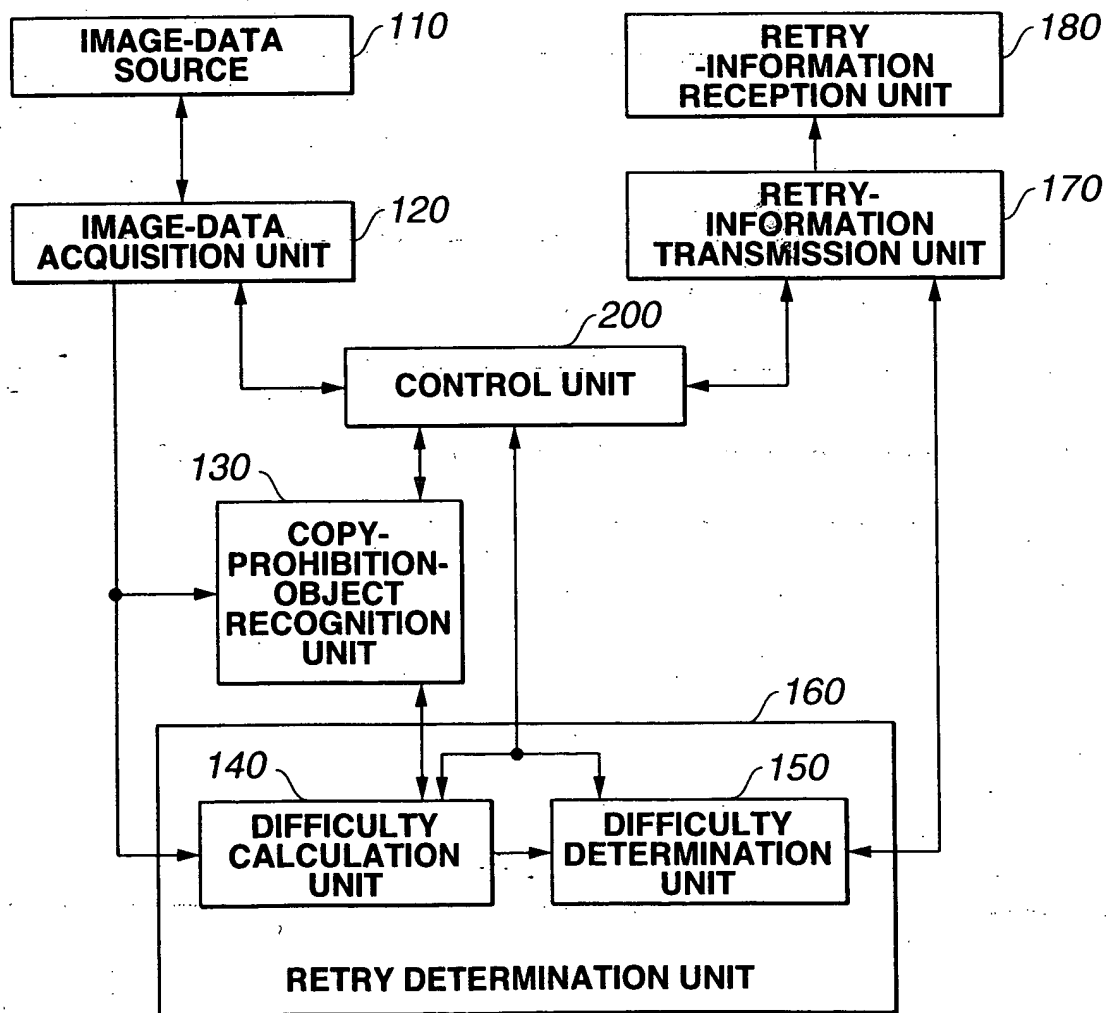 IMAGE-DATA
SOURCE
110
RETRY
-INFORMATION
RECEPTION UNIT
180
IMAGE-DATA
ACQUISITION UNIT
120
RETRY-
INFORMATION
TRANSMISSION UNIT
170
200
CONTROL UNIT
130
COPY-
PROHIBITION-
OBJECT
RECOGNITION
UNIT
160
140
DIFFICULTY
CALCULATION
UNIT
150
DIFFICULTY
DETERMINATION
UNIT
RETRY DETERMINATION UNIT